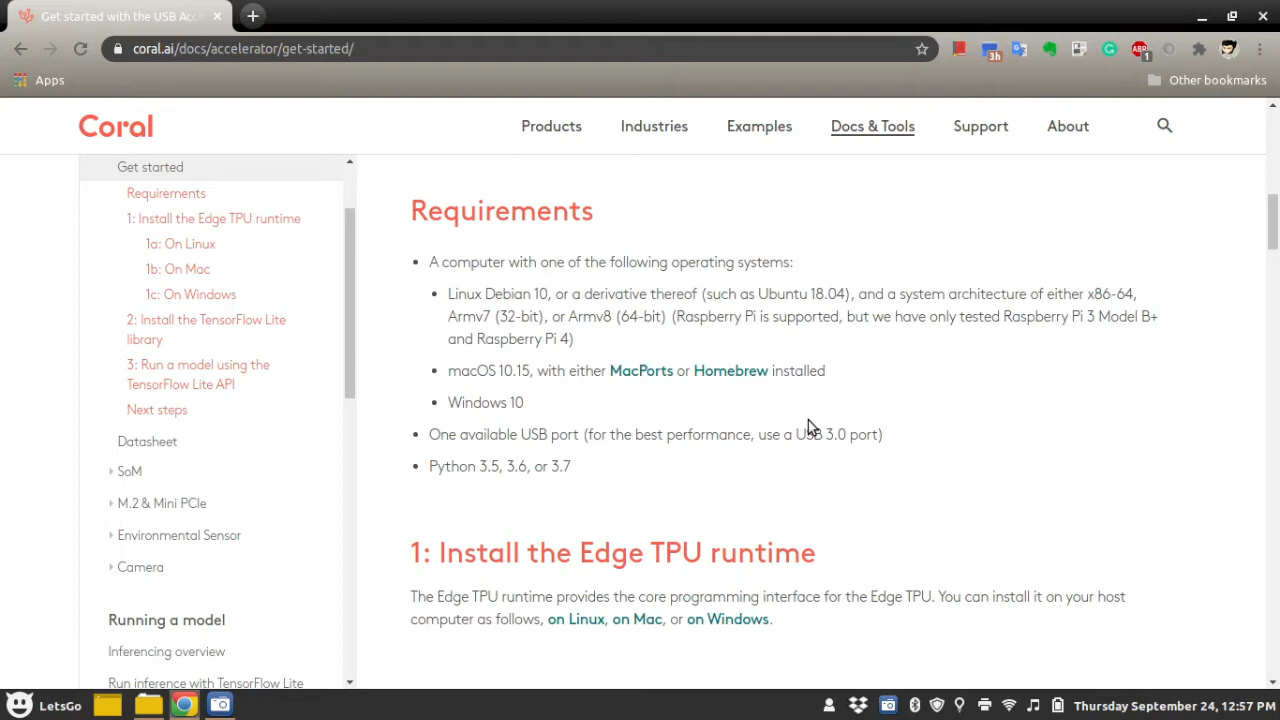 Get started with the USB Acc
coral.ai/docs/accelerator/get-started/
3h
ABP
1
Apps
Other bookmarks
Coral
Products
Industries
Examples
Docs & Tools
Support
About
Get started
Requirements
1: Install the Edge TPU runtime
1a: On Linux
1b: On Mac
1c: On Windows
2: Install the TensorFlow Lite
library
3: Run a model using the
TensorFlow Lite API
Next steps
Datasheet
SoM
M.2 & Mini PCIe
Environmental Sensor
Camera
Running a model
Inferencing overview
Run inference with TensorFlow Lite
Requirements
A computer with one of the following operating systems:
Linux Debian 10, or a derivative thereof (such as Ubuntu 18.04), and a system architecture of either x86-64,
Armv7 (32-bit), or Armv8 (64-bit) (Raspberry Pi is supported, but we have only tested Raspberry Pi 3 Model B+
and Raspberry Pi 4)
macOS 10.15, with either MacPorts or Homebrew installed
Windows 10
One available USB port (for the best performance, use a USB 3.0 port)
Python 3.5, 3.6, or 3.7
1: Install the Edge TPU runtime
The Edge TPU runtime provides the core programming interface for the Edge TPU. You can install it on your host
computer as follows, on Linux, on Mac, or on Windows.
LetsGo
Thursday September 24, 12:57 PM